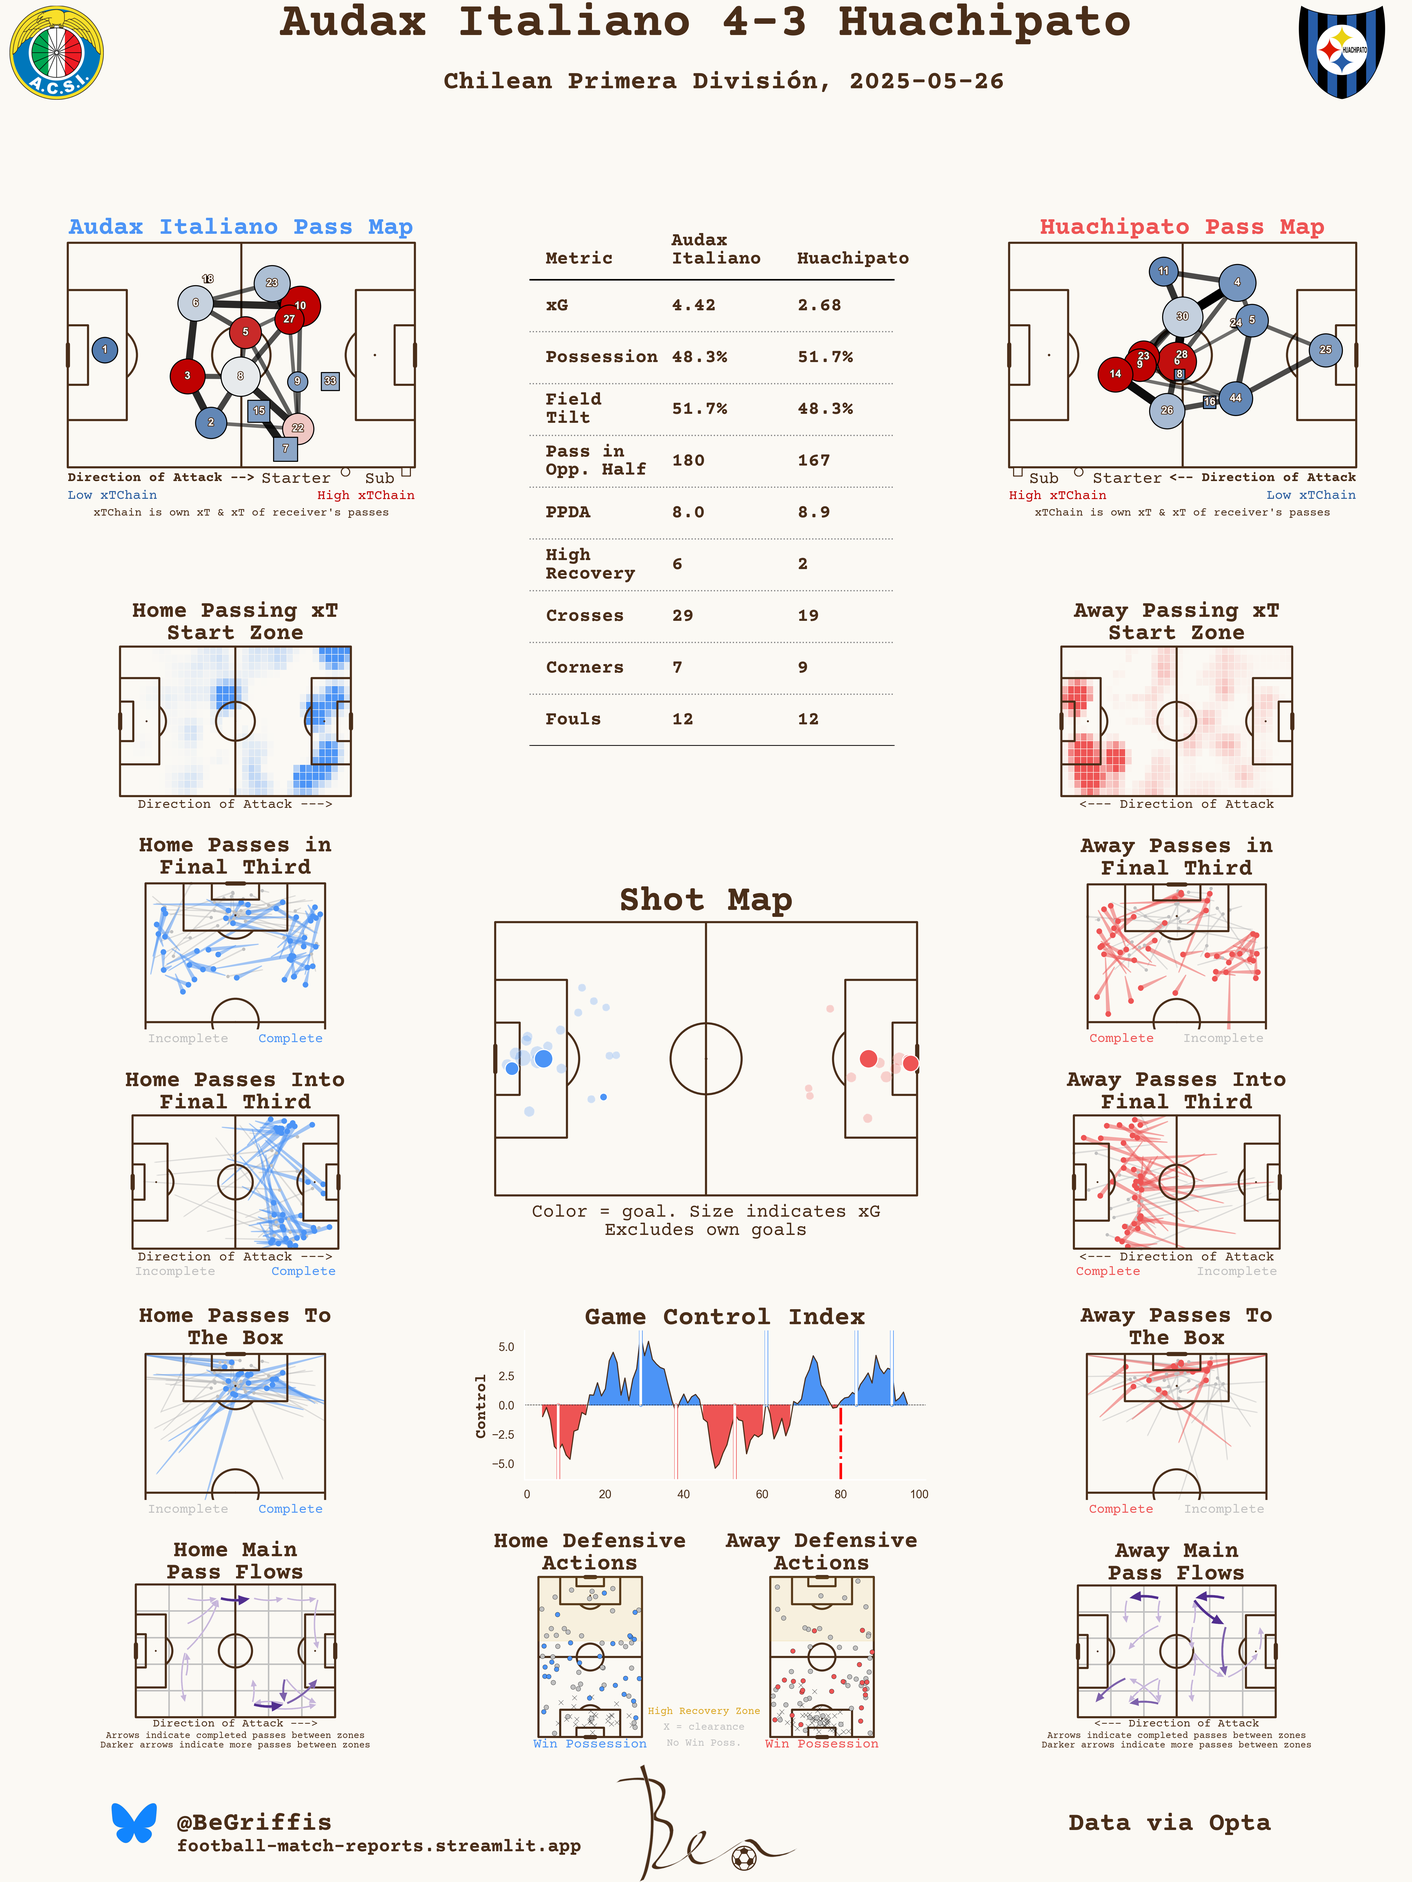 Audax Italiano 4-3 Huachipato
Chilean Primera División, 2025-05-26
A.C.S.I.
HUACHIPATO
Audax Italiano Pass Map
18
23
6
10
27
5
1
3
8
9
33
15
2
22
7
Direction of Attack --> Starter Sub
Low xTChain High xTChain
xTChain is own xT & xT of receiver's passes
Metric Audax Italiano Huachipato
xG 4.42 2.68
Possession 48.3% 51.7%
Field Tilt 51.7% 48.3%
Pass in Opp. Half 180 167
PPDA 8.0 8.9
High Recovery 6 2
Crosses 29 19
Corners 7 9
Fouls 12 12
Huachipato Pass Map
11
4
30
24
5
25
23
28
9
6
14
8
16
44
26
Sub Starter <-- Direction of Attack
High xTChain Low xTChain
xTChain is own xT & xT of receiver's passes
Home Passing xT
Start Zone
Direction of Attack --->
Away Passing xT
Start Zone
<--- Direction of Attack
Home Passes in
Final Third
Incomplete Complete
Away Passes in
Final Third
Complete Incomplete
Shot Map
Color = goal. Size indicates xG
Excludes own goals
Home Passes Into
Final Third
Direction of Attack --->
Incomplete Complete
Away Passes Into
Final Third
<--- Direction of Attack
Complete Incomplete
Home Passes To
The Box
Incomplete Complete
Game Control Index
Control
5.0
2.5
0.0
−2.5
−5.0
0 20 40 60 80 100
Away Passes To
The Box
Complete Incomplete
Home Main
Pass Flows
Direction of Attack --->
Arrows indicate completed passes between zones
Darker arrows indicate more passes between zones
Home Defensive
Actions
Win Possession
High Recovery Zone
X = clearance
No Win Poss.
Away Defensive
Actions
Win Possession
Away Main
Pass Flows
<--- Direction of Attack
Arrows indicate completed passes between zones
Darker arrows indicate more passes between zones
@BeGriffis
football-match-reports.streamlit.app
Ben
Data via Opta